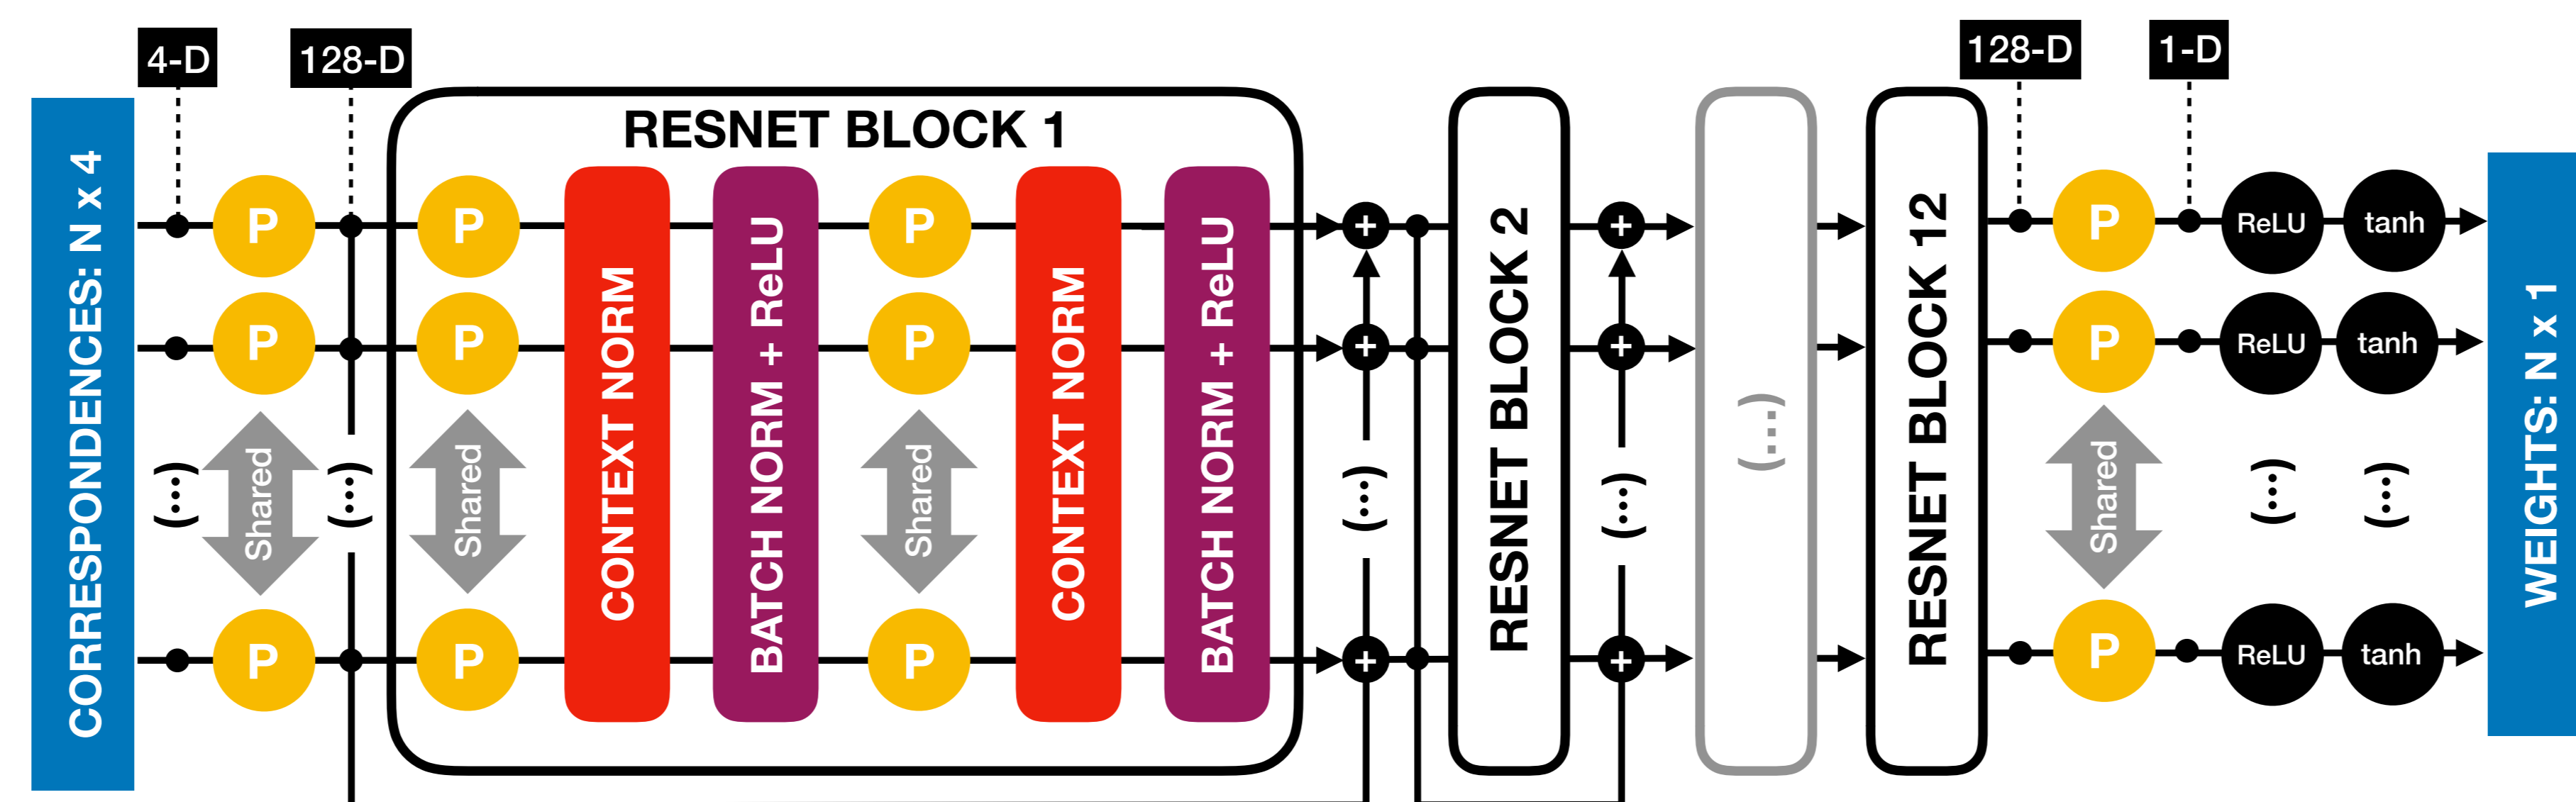 4-D
128-D
128-D
1-D
CORRESPONDENCES: N x 4
RESNET BLOCK 1
P
P
P
Shared
(...)
(...)
P
P
P
Shared
CONTEXT NORM
BATCH NORM + ReLU
P
P
P
Shared
CONTEXT NORM
BATCH NORM + ReLU
+
+
(...)
+
RESNET BLOCK 2
+
+
(...)
+
(...)
RESNET BLOCK 12
P
P
Shared
P
ReLU
tanh
ReLU
tanh
(...)
(...)
ReLU
tanh
WEIGHTS: N x 1